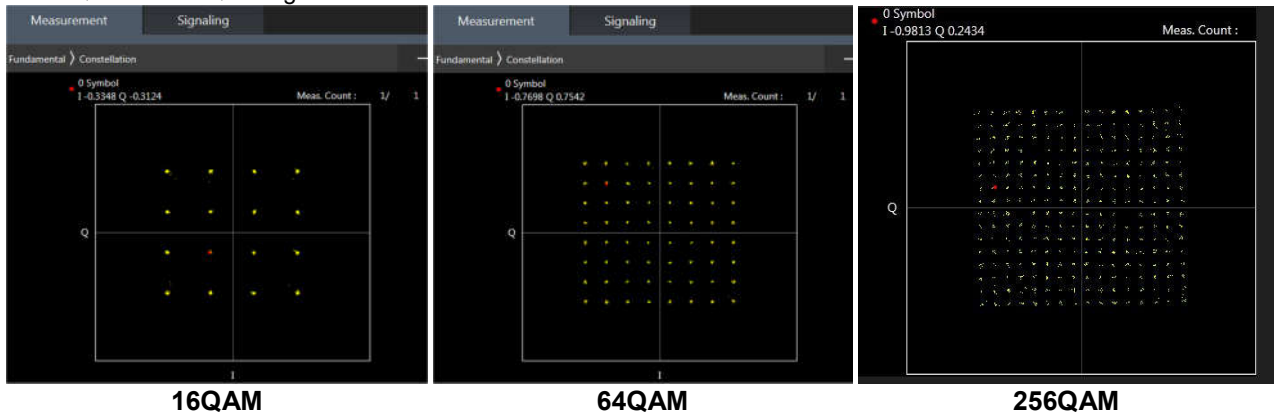 Measurement Signaling
Fundamental 〉 Constellation
0 Symbol
I -0.3348 Q -0.3124 Meas. Count : 1/ 1
Q
I
16QAM
Measurement Signaling
Fundamental 〉 Constellation
0 Symbol
I -0.7698 Q 0.7542 Meas. Count : 1/ 1
Q
I
64QAM
0 Symbol
I -0.9813 Q 0.2434 Meas. Count :
Q
256QAM